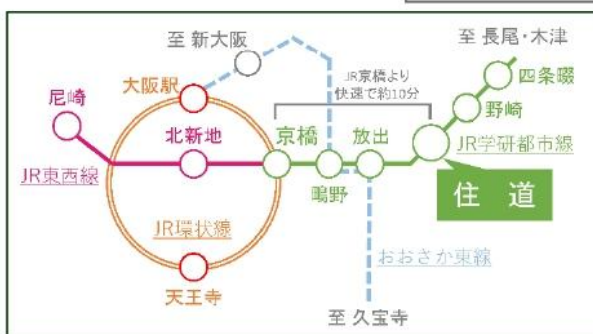 至 新大阪
至 長尾・木津
大阪駅
JR京橋より
快速で約10分
四条畷
尼崎
野崎
北新地
京橋
放出
JR学研都市線
JR東西線
鴫野
住 道
JR環状線
おおさか東線
天王寺
至 久宝寺